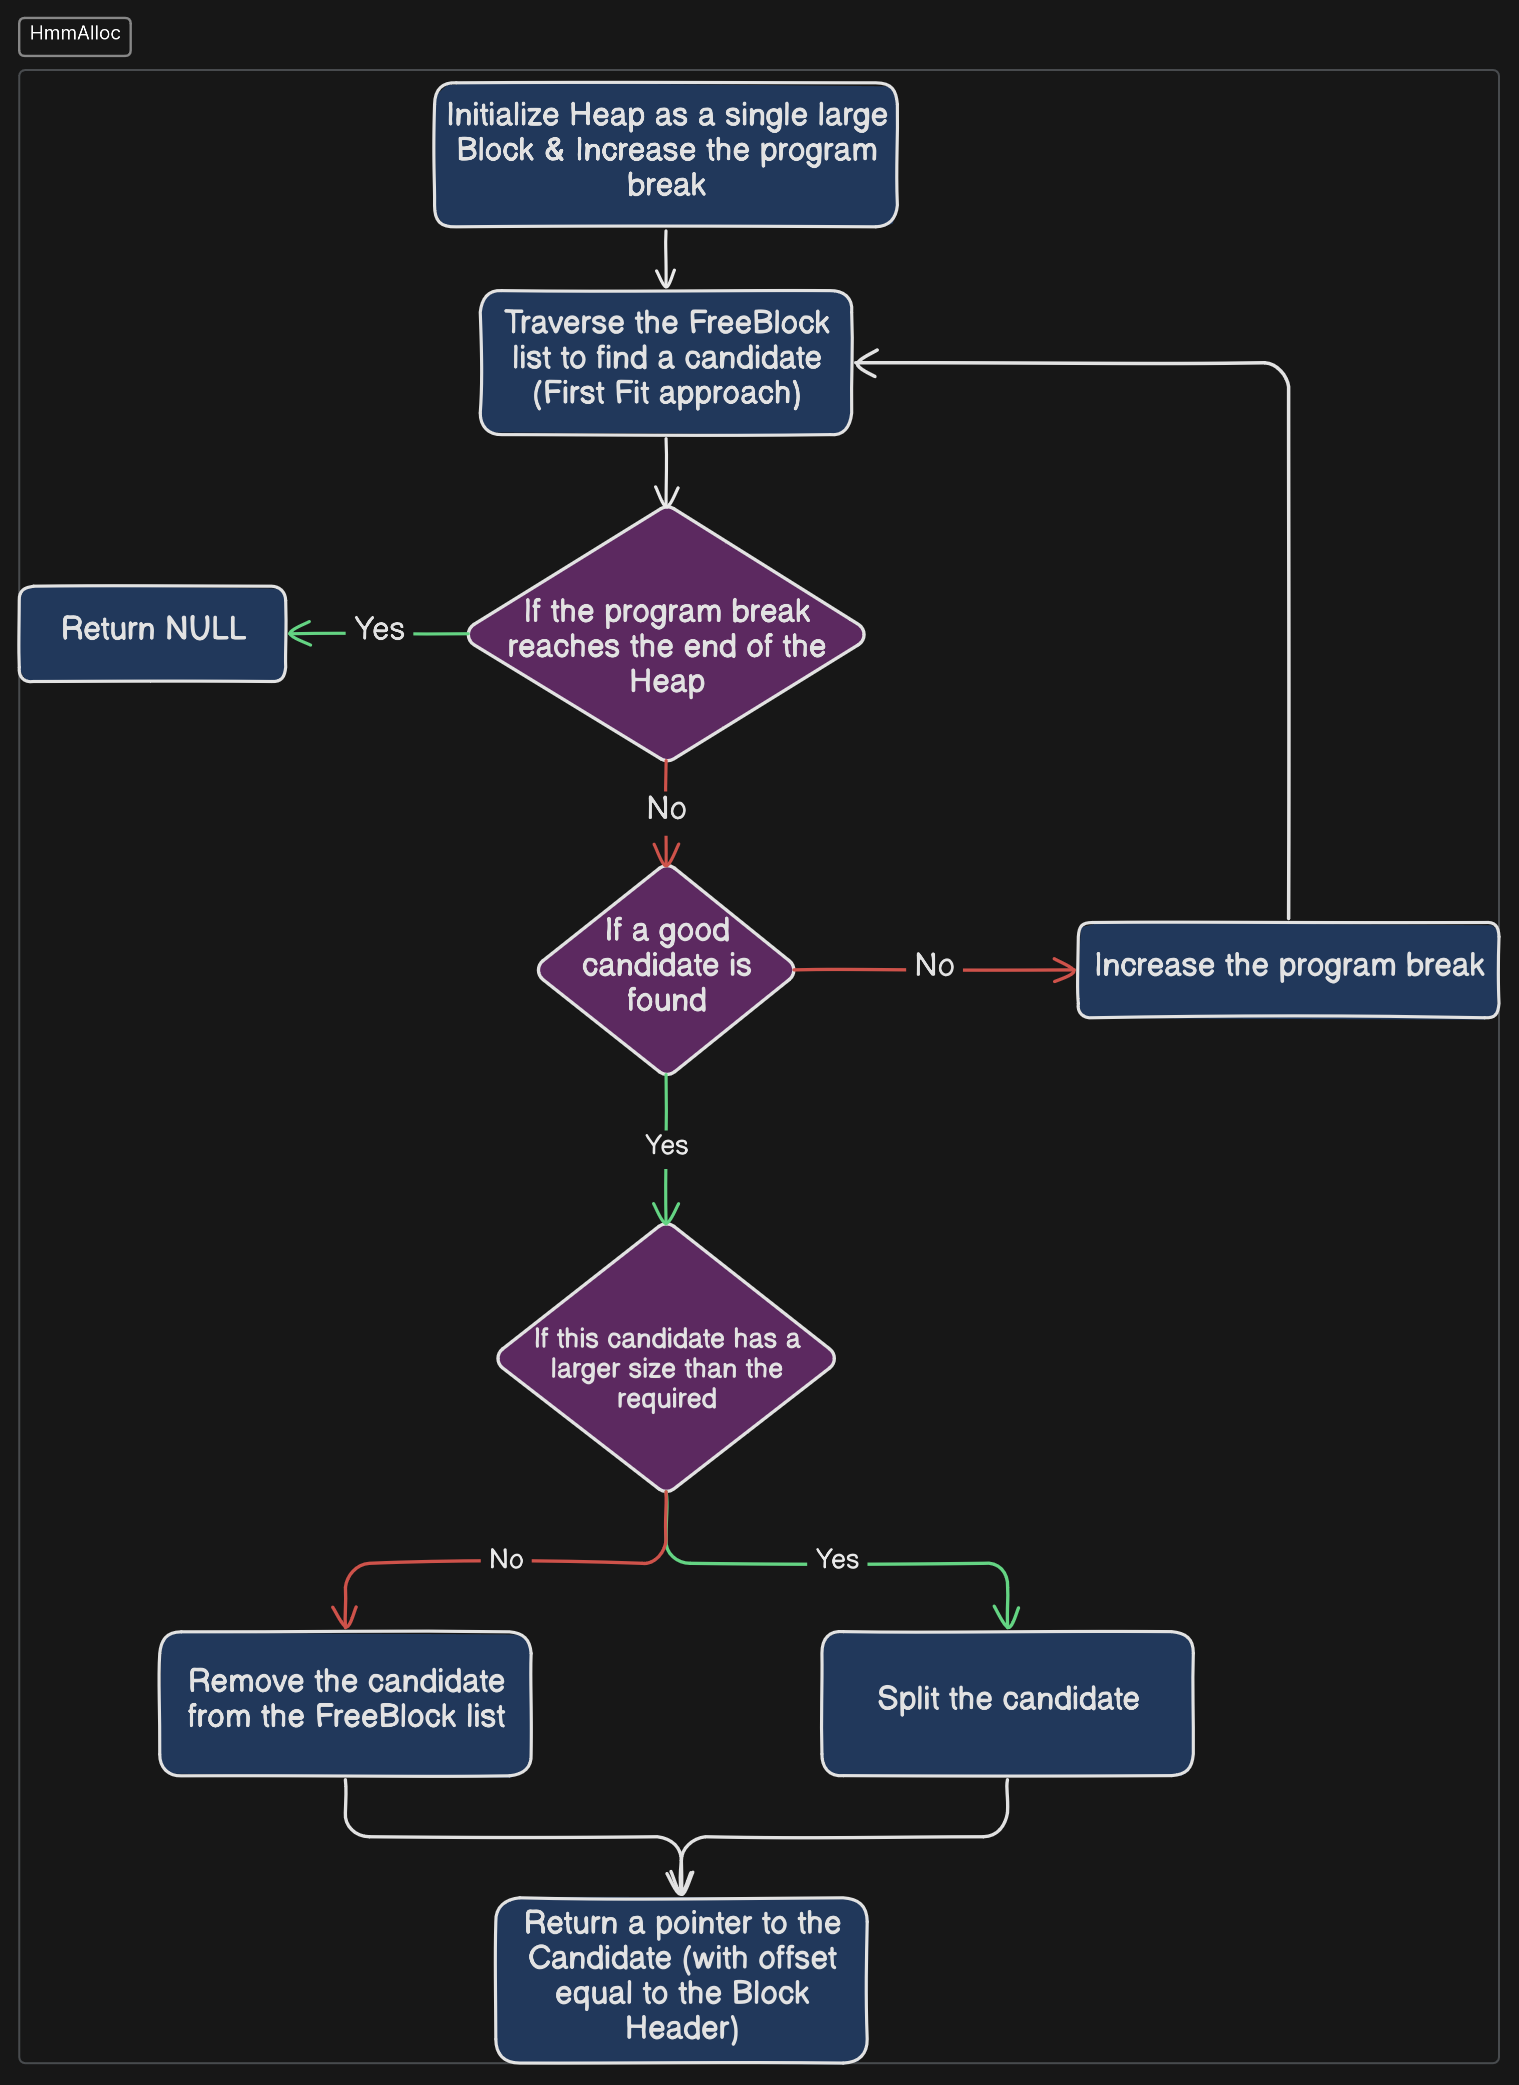 HmmAlloc
Initialize Heap as a single large
Block & Increase the program
break
Traverse the FreeBlock
list to find a candidate
(First Fit approach)
If the program break
reaches the end of the
Heap
Yes
Return NULL
No
If a good
candidate is
found
No
Increase the program break
Yes
If this candidate has a
larger size than the
required
No
Yes
Remove the candidate
from the FreeBlock list
Split the candidate
Return a pointer to the
Candidate (with offset
equal to the Block
Header)